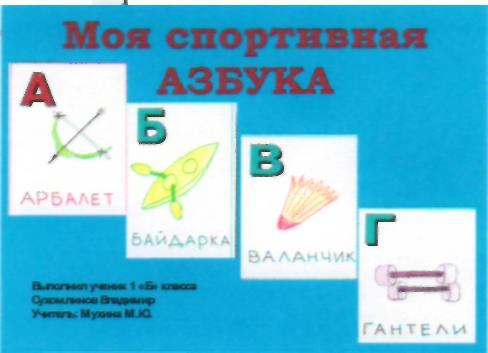 Моя спортивная
АЗБУКА
А
АРБАЛЕТ
Б
БАЙДАРКА
В
ВАЛАНЧИК
Г
ГАНТЕЛИ
Выполнил ученик 1 «Б» класса
Сухомлинов Владимир
Учитель: Мухина М.Ю.